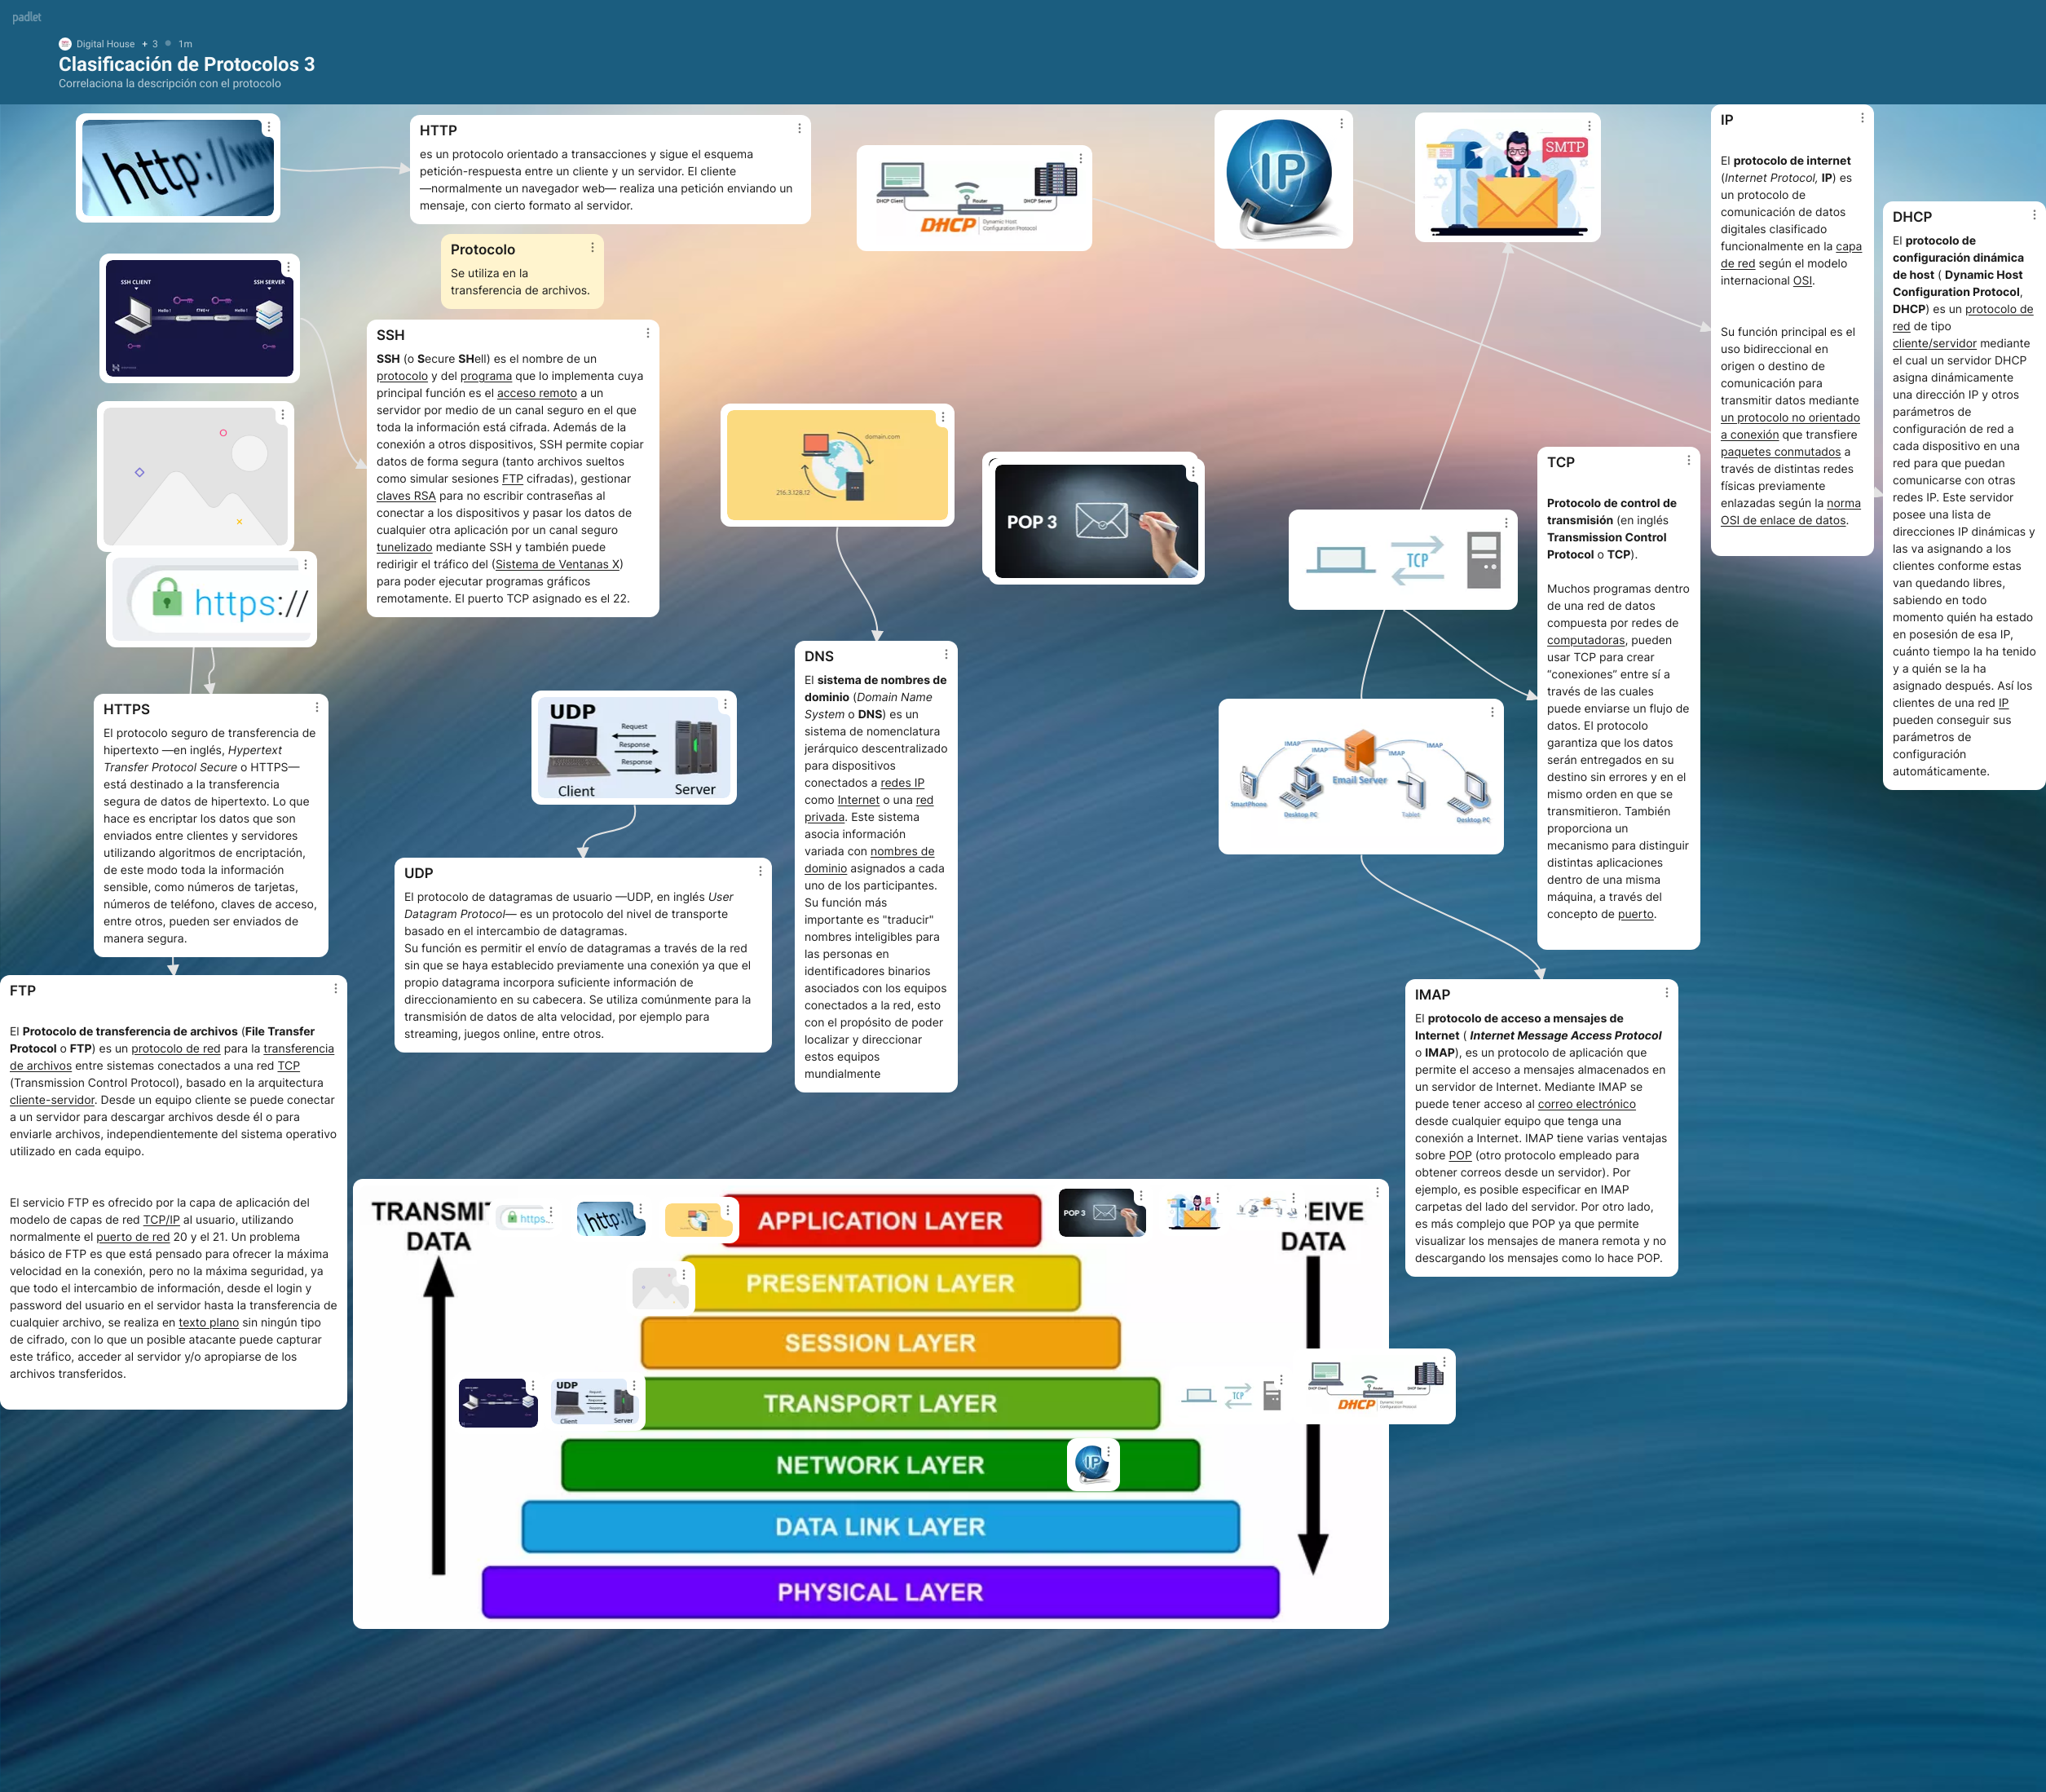 padlet
Digital House + 3 1m
Clasificación de Protocolos 3
Correlaciona la descripción con el protocolo
http://ww
HTTP
es un protocolo orientado a transacciones y sigue el esquema
petición-respuesta entre un cliente y un servidor. El cliente
—normalmente un navegador web— realiza una petición enviando un
mensaje, con cierto formato al servidor.
Protocolo
Se utiliza en la
transferencia de archivos.
SSH CLIENT
SSH SERVER
Hello !
Hello !
SSH
SSH (o Secure SHell) es el nombre de un
protocolo y del programa que lo implementa cuya
principal función es el acceso remoto a un
servidor por medio de un canal seguro en el que
toda la información está cifrada. Además de la
conexión a otros dispositivos, SSH permite copiar
datos de forma segura (tanto archivos sueltos
como simular sesiones FTP cifradas), gestionar
claves RSA para no escribir contraseñas al
conectar a los dispositivos y pasar los datos de
cualquier otra aplicación por un canal seguro
tunelizado mediante SSH y también puede
redirigir el tráfico del (Sistema de Ventanas X)
para poder ejecutar programas gráficos
remotamente. El puerto TCP asignado es el 22.
https://
HTTPS
El protocolo seguro de transferencia de
hipertexto —en inglés, Hypertext
Transfer Protocol Secure o HTTPS—
está destinado a la transferencia
segura de datos de hipertexto. Lo que
hace es encriptar los datos que son
enviados entre clientes y servidores
utilizando algoritmos de encriptación,
de este modo toda la información
sensible, como números de tarjetas,
números de teléfono, claves de acceso,
entre otros, pueden ser enviados de
manera segura.
FTP
El Protocolo de transferencia de archivos (File Transfer
Protocol o FTP) es un protocolo de red para la transferencia
de archivos entre sistemas conectados a una red TCP
(Transmission Control Protocol), basado en la arquitectura
cliente-servidor. Desde un equipo cliente se puede conectar
a un servidor para descargar archivos desde él o para
enviarle archivos, independientemente del sistema operativo
utilizado en cada equipo.
El servicio FTP es ofrecido por la capa de aplicación del
modelo de capas de red TCP/IP al usuario, utilizando
normalmente el puerto de red 20 y el 21. Un problema
básico de FTP es que está pensado para ofrecer la máxima
velocidad en la conexión, pero no la máxima seguridad, ya
que todo el intercambio de información, desde el login y
password del usuario en el servidor hasta la transferencia de
cualquier archivo, se realiza en texto plano sin ningún tipo
de cifrado, con lo que un posible atacante puede capturar
este tráfico, acceder al servidor y/o apropiarse de los
archivos transferidos.
UDP
Request
Response
Response
Client
Server
UDP
El protocolo de datagramas de usuario —UDP, en inglés User
Datagram Protocol— es un protocolo del nivel de transporte
basado en el intercambio de datagramas.
Su función es permitir el envío de datagramas a través de la red
sin que se haya establecido previamente una conexión ya que el
propio datagrama incorpora suficiente información de
direccionamiento en su cabecera. Se utiliza comúnmente para la
transmisión de datos de alta velocidad, por ejemplo para
streaming, juegos online, entre otros.
domain.com
216.3.128.12
DNS
El sistema de nombres de
dominio (Domain Name
System o DNS) es un
sistema de nomenclatura
jerárquico descentralizado
para dispositivos
conectados a redes IP
como Internet o una red
privada. Este sistema
asocia información
variada con nombres de
dominio asignados a cada
uno de los participantes.
Su función más
importante es "traducir"
nombres inteligibles para
las personas en
identificadores binarios
asociados con los equipos
conectados a la red, esto
con el propósito de poder
localizar y direccionar
estos equipos
mundialmente
DHCP Client
Router
DHCP Server
DHCP
Dynamic Host
Configuration Protocol
POP 3
IP
SMTP
TCP
IMAP
IMAP
IMAP
IMAP
Email Server
SmartPhone
Desktop PC
Tablet
Desktop PC
TCP
Protocolo de control de
transmisión (en inglés
Transmission Control
Protocol o TCP).
Muchos programas dentro
de una red de datos
compuesta por redes de
computadoras, pueden
usar TCP para crear
“conexiones” entre sí a
través de las cuales
puede enviarse un flujo de
datos. El protocolo
garantiza que los datos
serán entregados en su
destino sin errores y en el
mismo orden en que se
transmitieron. También
proporciona un
mecanismo para distinguir
distintas aplicaciones
dentro de una misma
máquina, a través del
concepto de puerto.
IP
El protocolo de internet
(Internet Protocol, IP) es
un protocolo de
comunicación de datos
digitales clasificado
funcionalmente en la capa
de red según el modelo
internacional OSI.
Su función principal es el
uso bidireccional en
origen o destino de
comunicación para
transmitir datos mediante
un protocolo no orientado
a conexión que transfiere
paquetes conmutados a
través de distintas redes
físicas previamente
enlazadas según la norma
OSI de enlace de datos.
DHCP
El protocolo de
configuración dinámica
de host ( Dynamic Host
Configuration Protocol,
DHCP) es un protocolo de
red de tipo
cliente/servidor mediante
el cual un servidor DHCP
asigna dinámicamente
una dirección IP y otros
parámetros de
configuración de red a
cada dispositivo en una
red para que puedan
comunicarse con otras
redes IP. Este servidor
posee una lista de
direcciones IP dinámicas y
las va asignando a los
clientes conforme estas
van quedando libres,
sabiendo en todo
momento quién ha estado
en posesión de esa IP,
cuánto tiempo la ha tenido
y a quién se la ha
asignado después. Así los
clientes de una red IP
pueden conseguir sus
parámetros de
configuración
automáticamente.
IMAP
El protocolo de acceso a mensajes de
Internet ( Internet Message Access Protocol
o IMAP), es un protocolo de aplicación que
permite el acceso a mensajes almacenados en
un servidor de Internet. Mediante IMAP se
puede tener acceso al correo electrónico
desde cualquier equipo que tenga una
conexión a Internet. IMAP tiene varias ventajas
sobre POP (otro protocolo empleado para
obtener correos desde un servidor). Por
ejemplo, es posible especificar en IMAP
carpetas del lado del servidor. Por otro lado,
es más complejo que POP ya que permite
visualizar los mensajes de manera remota y no
descargando los mensajes como lo hace POP.
TRANSMIT
DATA
https:
http://
APPLICATION LAYER
POP 3
EIVE
DATA
PRESENTATION LAYER
SESSION LAYER
UDP
Client
Server
TRANSPORT LAYER
TCP
DHCP
NETWORK LAYER
IP
DATA LINK LAYER
PHYSICAL LAYER